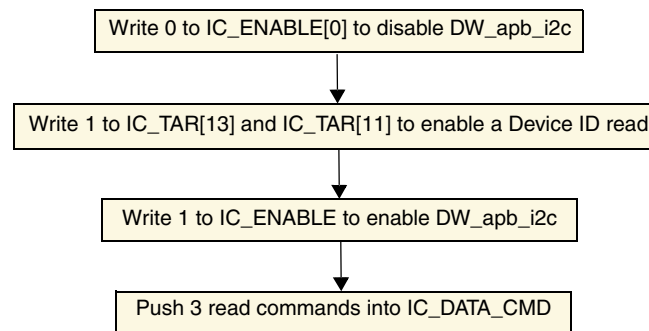 Write 0 to IC_ENABLE[0] to disable DW_apb_i2c
Write 1 to IC_TAR[13] and IC_TAR[11] to enable a Device ID read
Write 1 to IC_ENABLE to enable DW_apb_i2c
Push 3 read commands into IC_DATA_CMD